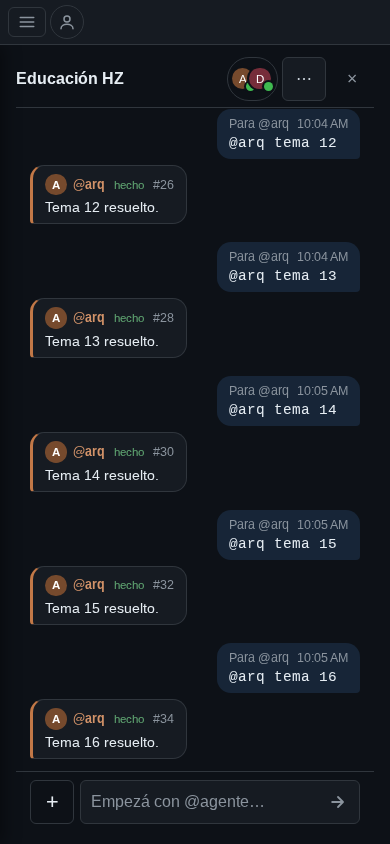 Educación HZ
A D
...
×
Para @arq 10:04 AM
@arq tema 12
A @arq hecho #26
Tema 12 resuelto.
Para @arq 10:04 AM
@arq tema 13
A @arq hecho #28
Tema 13 resuelto.
Para @arq 10:05 AM
@arq tema 14
A @arq hecho #30
Tema 14 resuelto.
Para @arq 10:05 AM
@arq tema 15
A @arq hecho #32
Tema 15 resuelto.
Para @arq 10:05 AM
@arq tema 16
A @arq hecho #34
Tema 16 resuelto.
+
Empezá con @agente…